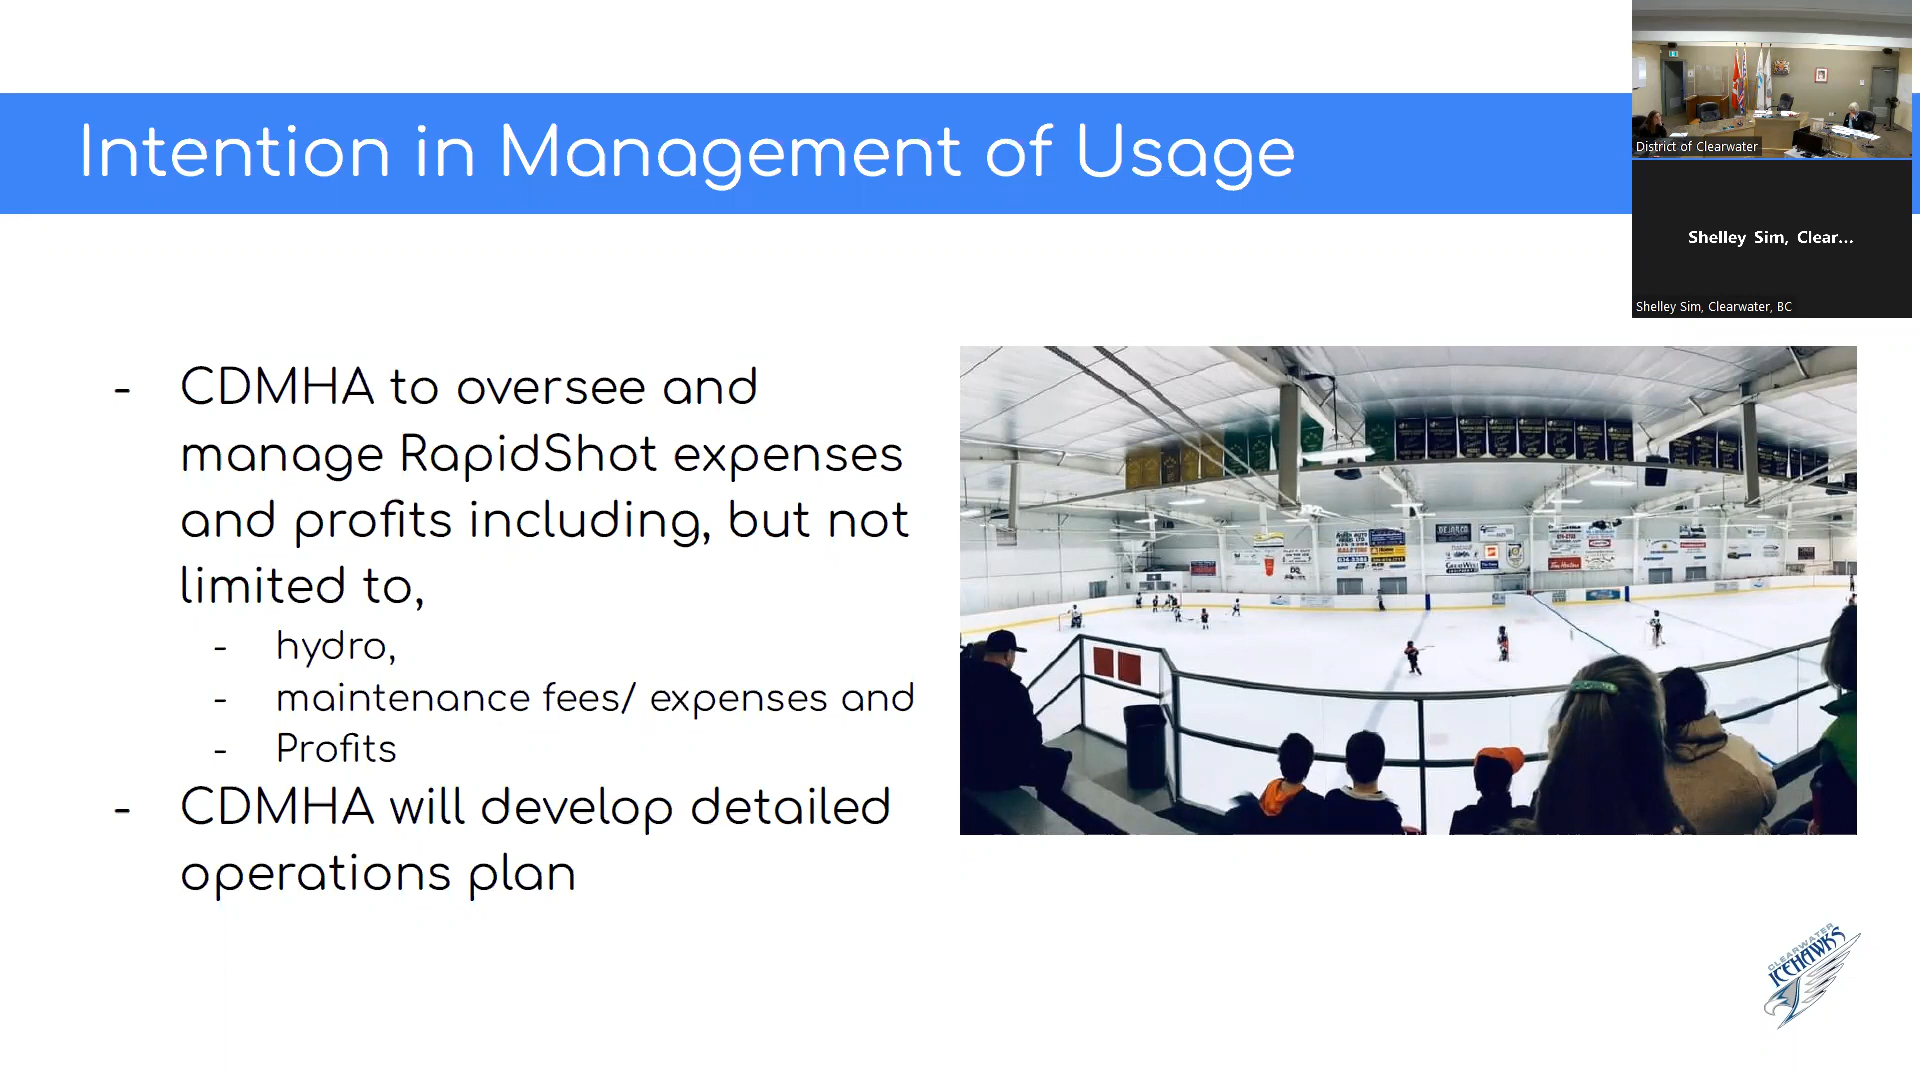 Intention in Management of Usage
District of Clearwater
Shelley Sim, Clear...
Shelley Sim, Clearwater, BC
- CDMHA to oversee and
manage RapidShot expenses
and profits including, but not
limited to,
- hydro,
- maintenance fees/ expenses and
- Profits
- CDMHA will develop detailed
operations plan
CLEARWATER
ICEHAWKS